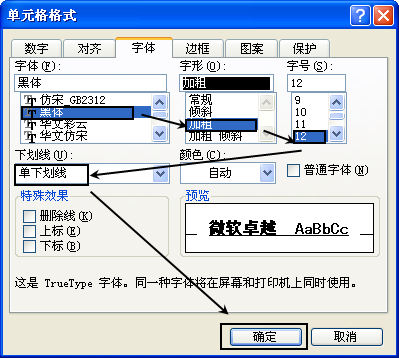 单元格格式
数字 对齐 字体 边框 图案 保护
字体(F): 字形(O): 字号(S):
黑体 加粗 12
仿宋_GB2312 常规 9
黑体 倾斜 10
华文彩云 加粗 11
华文仿宋 加粗 倾斜 12
下划线(U): 颜色(C):
单下划线 自动 普通字体(N)
特殊效果 预览
删除线(K)
上标(E)
下标(B)
微软卓越 AaBbCc
这是 TrueType 字体。同一种字体将在屏幕和打印机上同时使用。
确定 取消